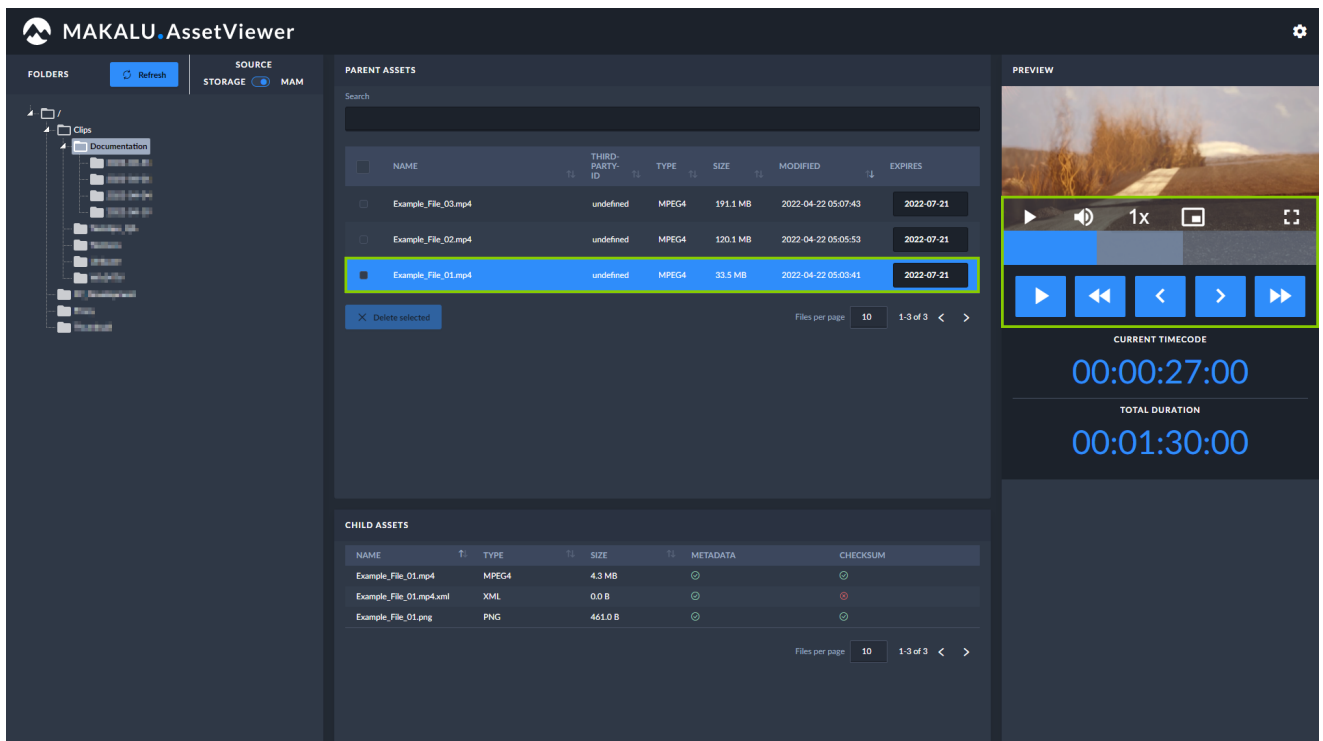 MAKALU.AssetViewer
FOLDERS
Refresh
SOURCE
STORAGE MAM
/
Clips
Documentation
PARENT ASSETS
Search
NAME THIRD-PARTY-ID TYPE SIZE MODIFIED EXPIRES
Example_File_03.mp4 undefined MPEG4 191.1 MB 2022-04-22 05:07:43 2022-07-21
Example_File_02.mp4 undefined MPEG4 120.1 MB 2022-04-22 05:05:53 2022-07-21
Example_File_01.mp4 undefined MPEG4 33.5 MB 2022-04-22 05:03:41 2022-07-21
Delete selected
Files per page 10 1-3 of 3
CHILD ASSETS
NAME TYPE SIZE METADATA CHECKSUM
Example_File_01.mp4 MPEG4 4.3 MB
Example_File_01.mp4.xml XML 0.0 B
Example_File_01.png PNG 461.0 B
Files per page 10 1-3 of 3
PREVIEW
1x
CURRENT TIMECODE
00:00:27:00
TOTAL DURATION
00:01:30:00